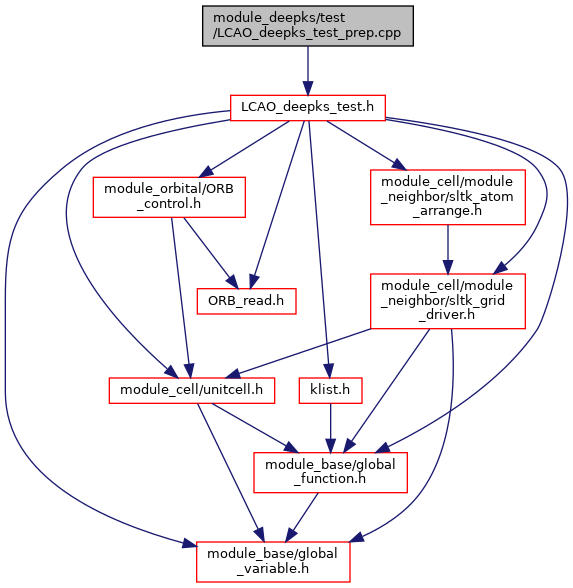 module_deepks/test
/LCAO_deepks_test_prep.cpp
LCAO_deepks_test.h
module_orbital/ORB
_control.h
module_cell/module
_neighbor/sltk_atom
_arrange.h
ORB_read.h
module_cell/module
_neighbor/sltk_grid
_driver.h
module_cell/unitcell.h
klist.h
module_base/global
_function.h
module_base/global
_variable.h